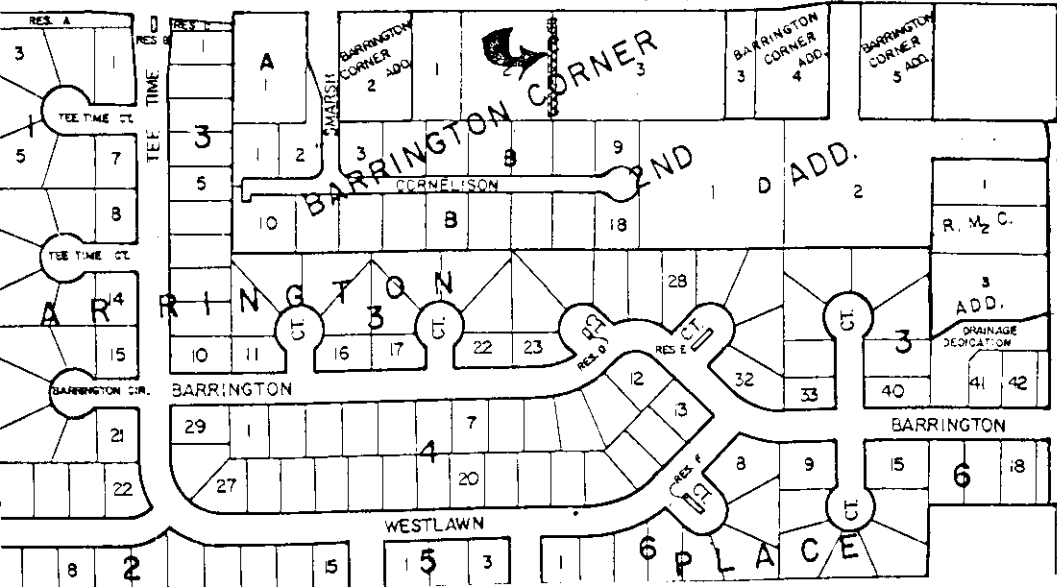 RES. A
RES. B
RES. C
3
1
A
1
BARRINGTON
CORNER
2 ADD.
1
2
3
BARRINGTON
CORNER
3 4 ADD.
BARRINGTON
CORNER
5 ADD.
TEE TIME
MARSH
TEE TIME CT.
1
3
5
7
5
1
2
3
B
9
BARRINGTON CORNER
2ND ADD.
CORNELISON
1
D
2
1
8
10
B
18
R. M2 C.
TEE TIME CT.
28
3
ADD.
14
BARRINGTON
3
CT.
CT.
CT.
CT.
3
DRAINAGE
DEDICATION
15
10
11
16
17
22
23
RES. D
RES. E
12
32
33
40
41
42
BARRINGTON CIR.
BARRINGTON
13
BARRINGTON
21
29
1
7
4
8
9
15
6
18
22
27
20
RES. F
CT.
WESTLAWN
PLACE
8
2
15
1
5
3
1
6